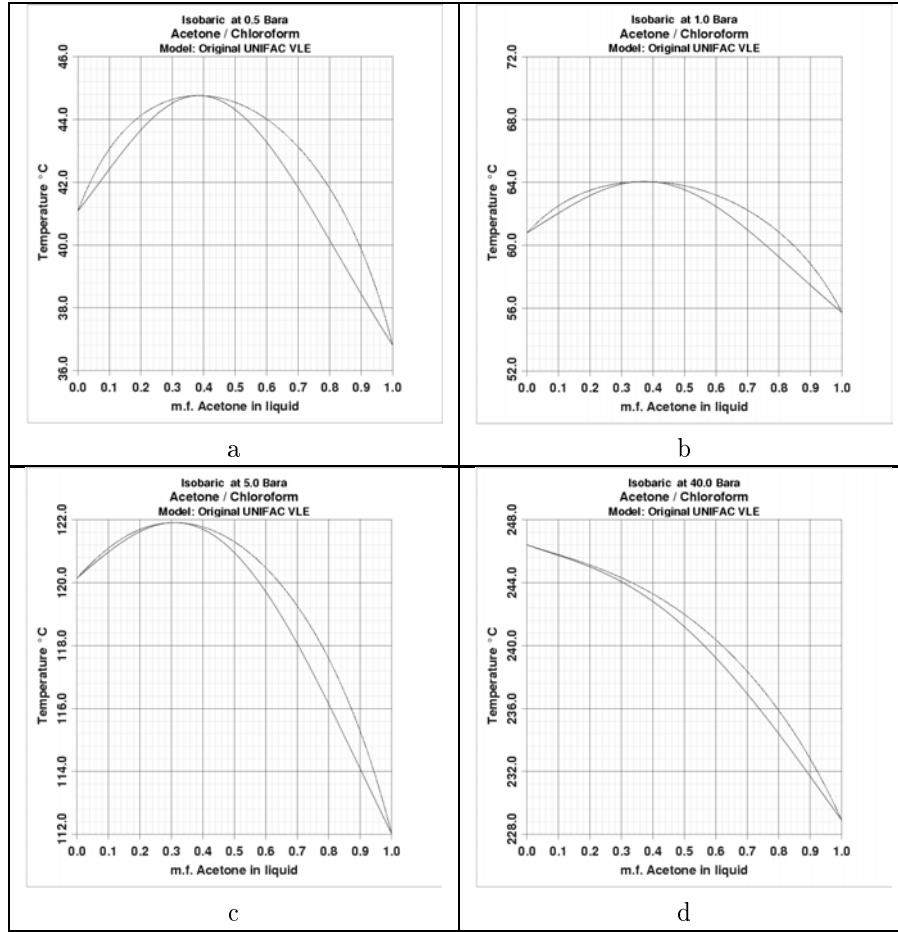 Isobaric at 0.5 Bara
Acetone / Chloroform
Model: Original UNIFAC VLE
46.0
44.0
42.0
40.0
38.0
36.0
Temperature °C
0.0 0.1 0.2 0.3 0.4 0.5 0.6 0.7 0.8 0.9 1.0
m.f. Acetone in liquid
a
Isobaric at 1.0 Bara
Acetone / Chloroform
Model: Original UNIFAC VLE
72.0
68.0
64.0
60.0
56.0
52.0
Temperature °C
0.0 0.1 0.2 0.3 0.4 0.5 0.6 0.7 0.8 0.9 1.0
m.f. Acetone in liquid
b
Isobaric at 5.0 Bara
Acetone / Chloroform
Model: Original UNIFAC VLE
122.0
120.0
118.0
116.0
114.0
112.0
Temperature °C
0.0 0.1 0.2 0.3 0.4 0.5 0.6 0.7 0.8 0.9 1.0
m.f. Acetone in liquid
c
Isobaric at 40.0 Bara
Acetone / Chloroform
Model: Original UNIFAC VLE
248.0
244.0
240.0
236.0
232.0
228.0
Temperature °C
0.0 0.1 0.2 0.3 0.4 0.5 0.6 0.7 0.8 0.9 1.0
m.f. Acetone in liquid
d